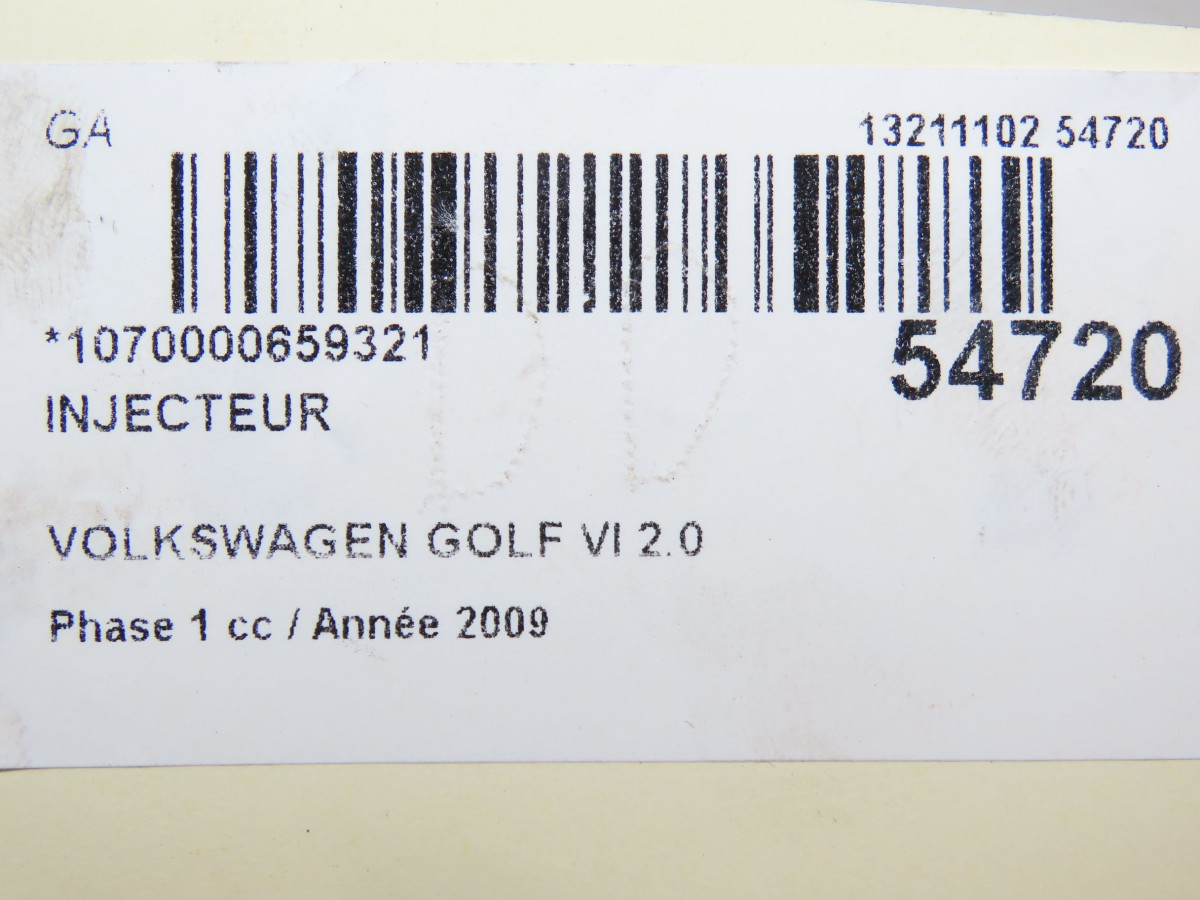 GA 13211102 54720
*1070000659321
54720
INJECTEUR
VOLKSWAGEN GOLF VI 2.0
Phase 1 cc / Année 2009